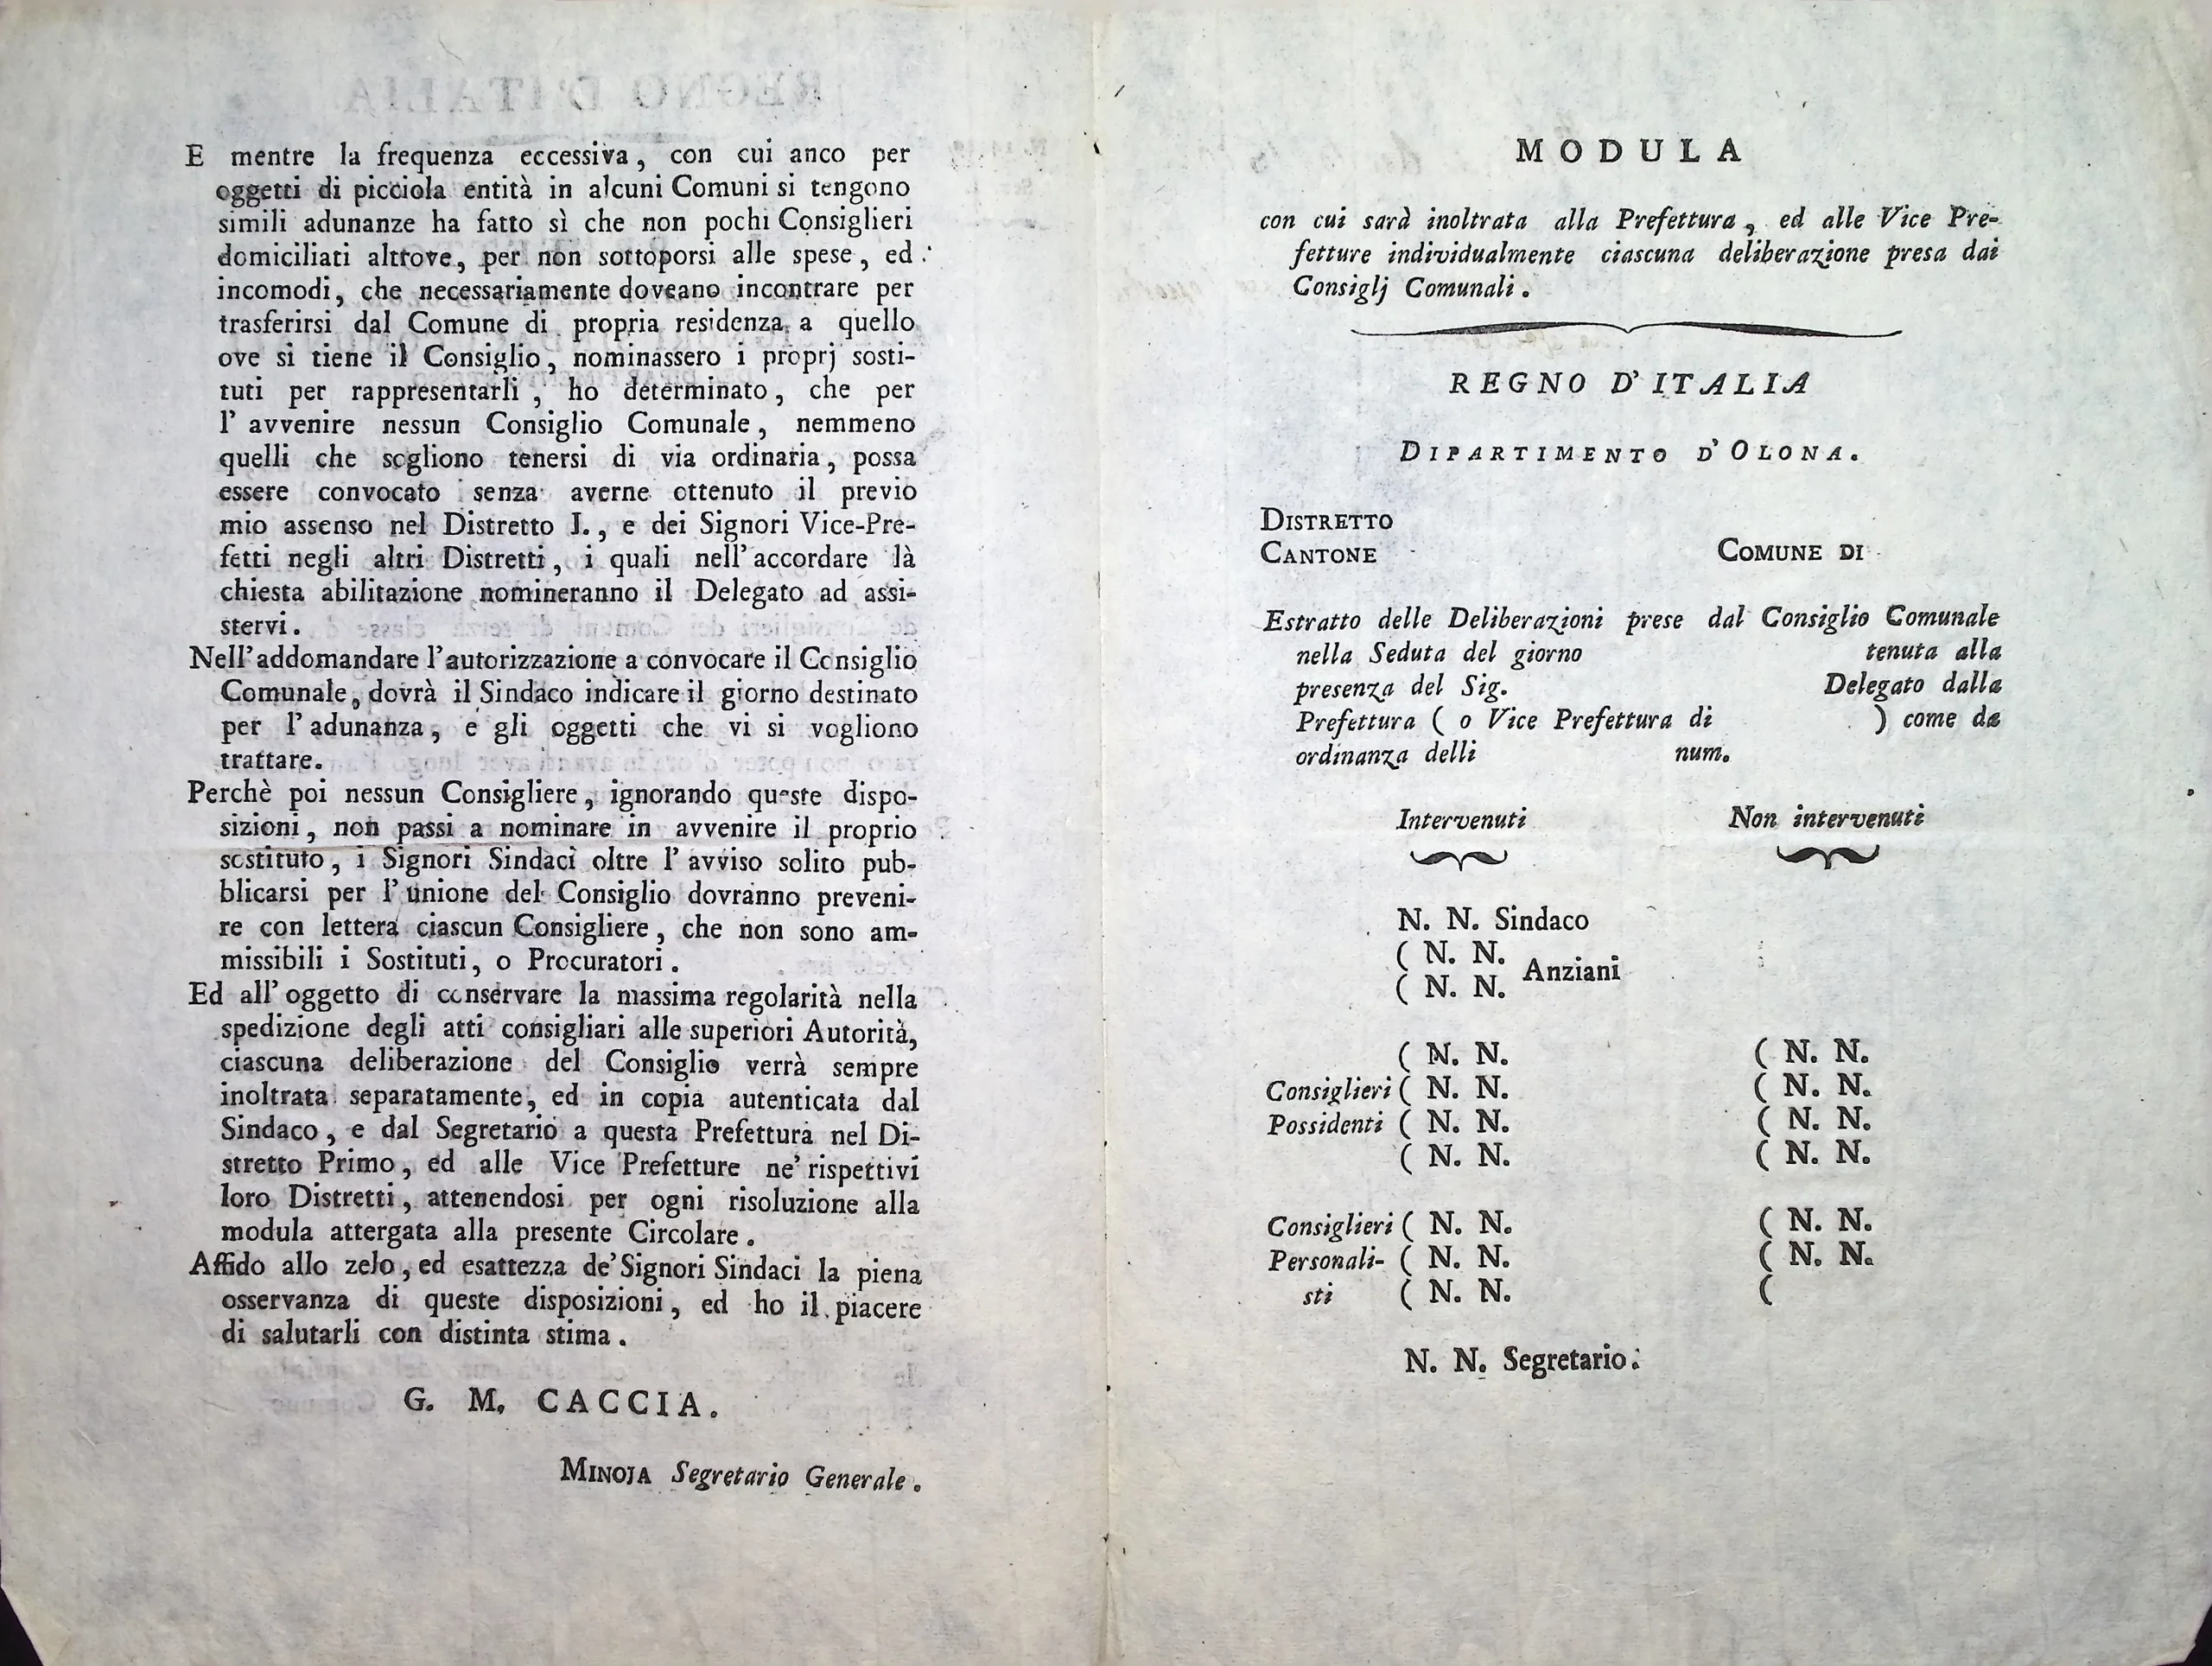 E mentre la frequenza eccessiva, con cui anco per
oggetti di picciola entità in alcuni Comuni si tengono
simili adunanze ha fatto sì che non pochi Consiglieri
domiciliati altrove, per non sottoporsi alle spese, ed
incomodi, che necessariamente doveano incontrare per
trasferirsi dal Comune di propria residenza a quello
ove si tiene il Consiglio, nominassero i proprj sosti-
tuti per rappresentarli, ho determinato, che per
l'avvenire nessun Consiglio Comunale, nemmeno
quelli che sogliono tenersi di via ordinaria, possa
essere convocato senza averne ottenuto il previo
mio assenso nel Distretto I., e dei Signori Vice-Pre-
fetti negli altri Distretti, i quali nell'accordare là
chiesta abilitazione nomineranno il Delegato ad assi-
stervi.
Nell'addomandare l'autorizzazione a convocare il Consiglio
Comunale, dovrà il Sindaco indicare il giorno destinato
per l'adunanza, e gli oggetti che vi si vogliono
trattare.
Perchè poi nessun Consigliere, ignorando queste dispo-
sizioni, non passi a nominare in avvenire il proprio
sostituto, i Signori Sindaci oltre l'avviso solito pub-
blicarsi per l'unione del Consiglio dovranno preveni-
re con lettera ciascun Consigliere, che non sono am-
missibili i Sostituti, o Procuratori.
Ed all'oggetto di conservare la massima regolarità nella
spedizione degli atti consigliari alle superiori Autorità,
ciascuna deliberazione del Consiglio verrà sempre
inoltrata separatamente, ed in copia autenticata dal
Sindaco, e dal Segretario a questa Prefettura nel Di-
stretto Primo, ed alle Vice Prefetture ne' rispettivi
loro Distretti, attenendosi per ogni risoluzione alla
modula attergata alla presente Circolare.
Affido allo zelo, ed esattezza de' Signori Sindaci la piena
osservanza di queste disposizioni, ed ho il piacere
di salutarli con distinta stima.
G. M. CACCIA.
MINOJA Segretario Generale.
MODULA
con cui sarà inoltrata alla Prefettura, ed alle Vice Pre-
fetture individualmente ciascuna deliberazione presa dai
Consiglj Comunali.
REGNO D'ITALIA
DIPARTIMENTO D'OLONA.
DISTRETTO
CANTONE COMUNE DI
Estratto delle Deliberazioni prese dal Consiglio Comunale
nella Seduta del giorno tenuta alla
presenza del Sig. Delegato dalla
Prefettura ( o Vice Prefettura di ) come da
ordinanza delli num.
Intervenuti Non intervenuti
N. N. Sindaco
( N. N.
( N. N. Anziani
( N. N. ( N. N.
Consiglieri ( N. N. ( N. N.
Possidenti ( N. N. ( N. N.
( N. N. ( N. N.
Consiglieri ( N. N. ( N. N.
Personali- ( N. N. ( N. N.
sti ( N. N. (
N. N. Segretario.